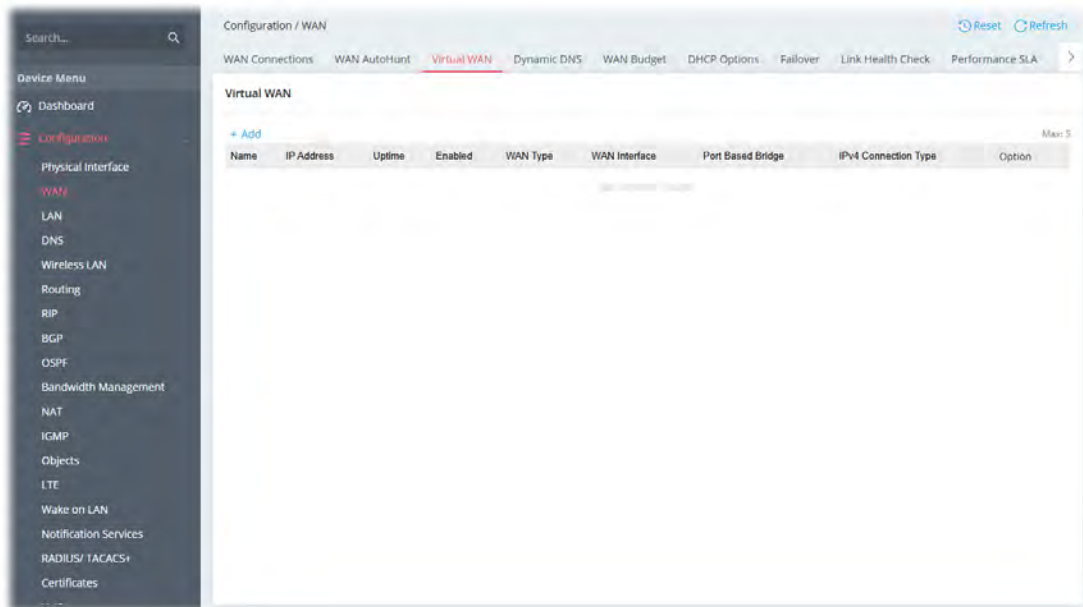 Search...
Configuration / WAN
Reset
Refresh
WAN Connections
WAN AutoHunt
Virtual WAN
Dynamic DNS
WAN Budget
DHCP Options
Failover
Link Health Check
Performance SLA
Device Menu
Dashboard
Configuration
Physical Interface
WAN
LAN
DNS
Wireless LAN
Routing
RIP
BGP
OSPF
Bandwidth Management
NAT
IGMP
Objects
LTE
Wake on LAN
Notification Services
RADIUS/ TACACS+
Certificates
Virtual WAN
+ Add
Max: 5
Name IP Address Uptime Enabled WAN Type WAN Interface Port Based Bridge IPv4 Connection Type Option